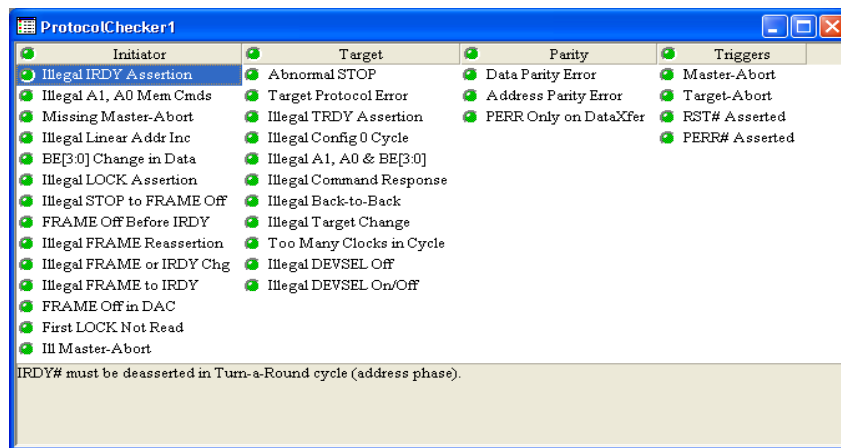 ProtocolChecker1
Initiator Target Parity Triggers
Illegal IRDY Assertion Abnormal STOP Data Parity Error Master-Abort
Illegal A1, A0 Mem Cmds Target Protocol Error Address Parity Error Target-Abort
Missing Master-Abort Illegal TRDY Assertion PERR Only on DataXfer RST# Asserted
Illegal Linear Addr Inc Illegal Config 0 Cycle PERR# Asserted
BE[3:0] Change in Data Illegal A1, A0 & BE[3:0]
Illegal LOCK Assertion Illegal Command Response
Illegal STOP to FRAME Off Illegal Back-to-Back
FRAME Off Before IRDY Illegal Target Change
Illegal FRAME Reassertion Too Many Clocks in Cycle
Illegal FRAME or IRDY Chg Illegal DEVSEL Off
Illegal FRAME to IRDY Illegal DEVSEL On/Off
FRAME Off in DAC
First LOCK Not Read
Ill Master-Abort
IRDY# must be deasserted in Turn-a-Round cycle (address phase).